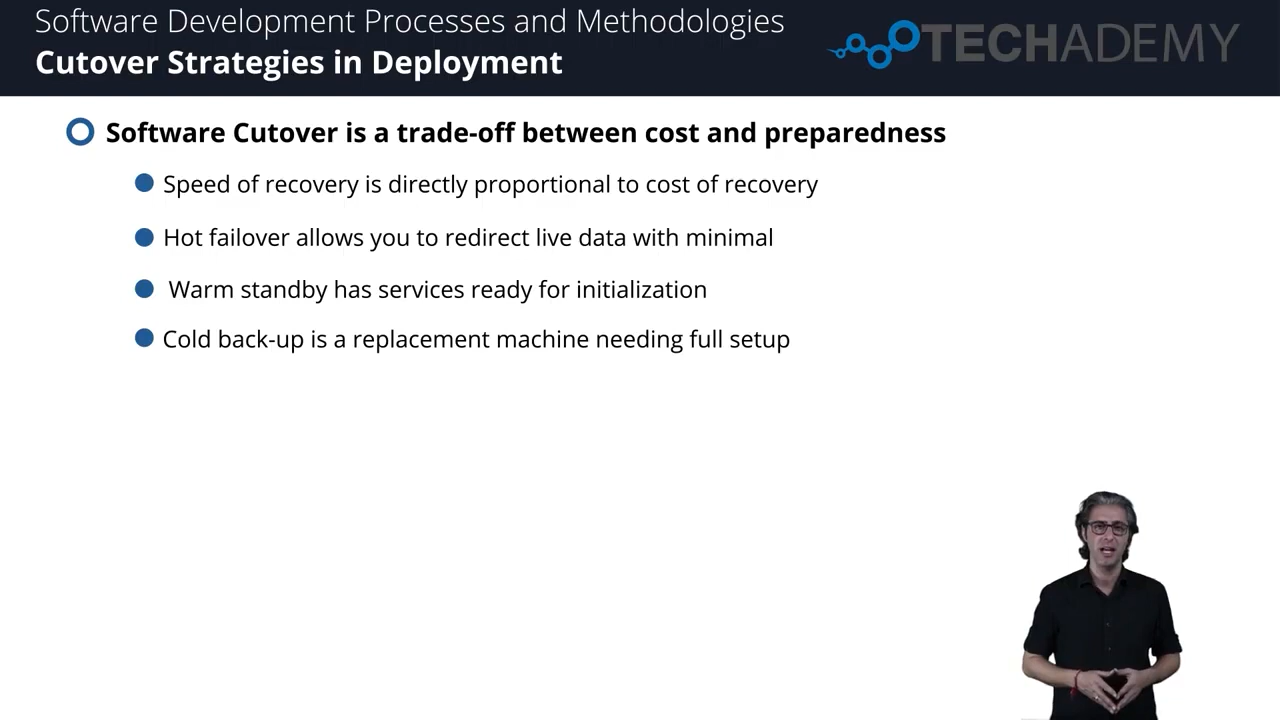 Software Development Processes and Methodologies
Cutover Strategies in Deployment
TECHADEMY
Software Cutover is a trade-off between cost and preparedness
Speed of recovery is directly proportional to cost of recovery
Hot failover allows you to redirect live data with minimal
Warm standby has services ready for initialization
Cold back-up is a replacement machine needing full setup